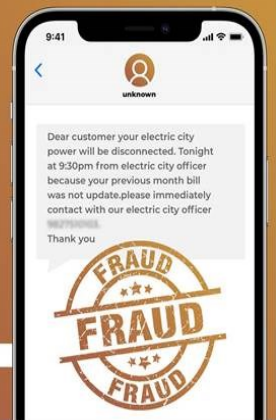 9:41
unknown
Dear customer your electric city
power will be disconnected. Tonight
at 9:30pm from electric city officer
because your previous month bill
was not update.please immediately
contact with our electric city officer
Thank you
FRAUD
FRAUD
FRAUD